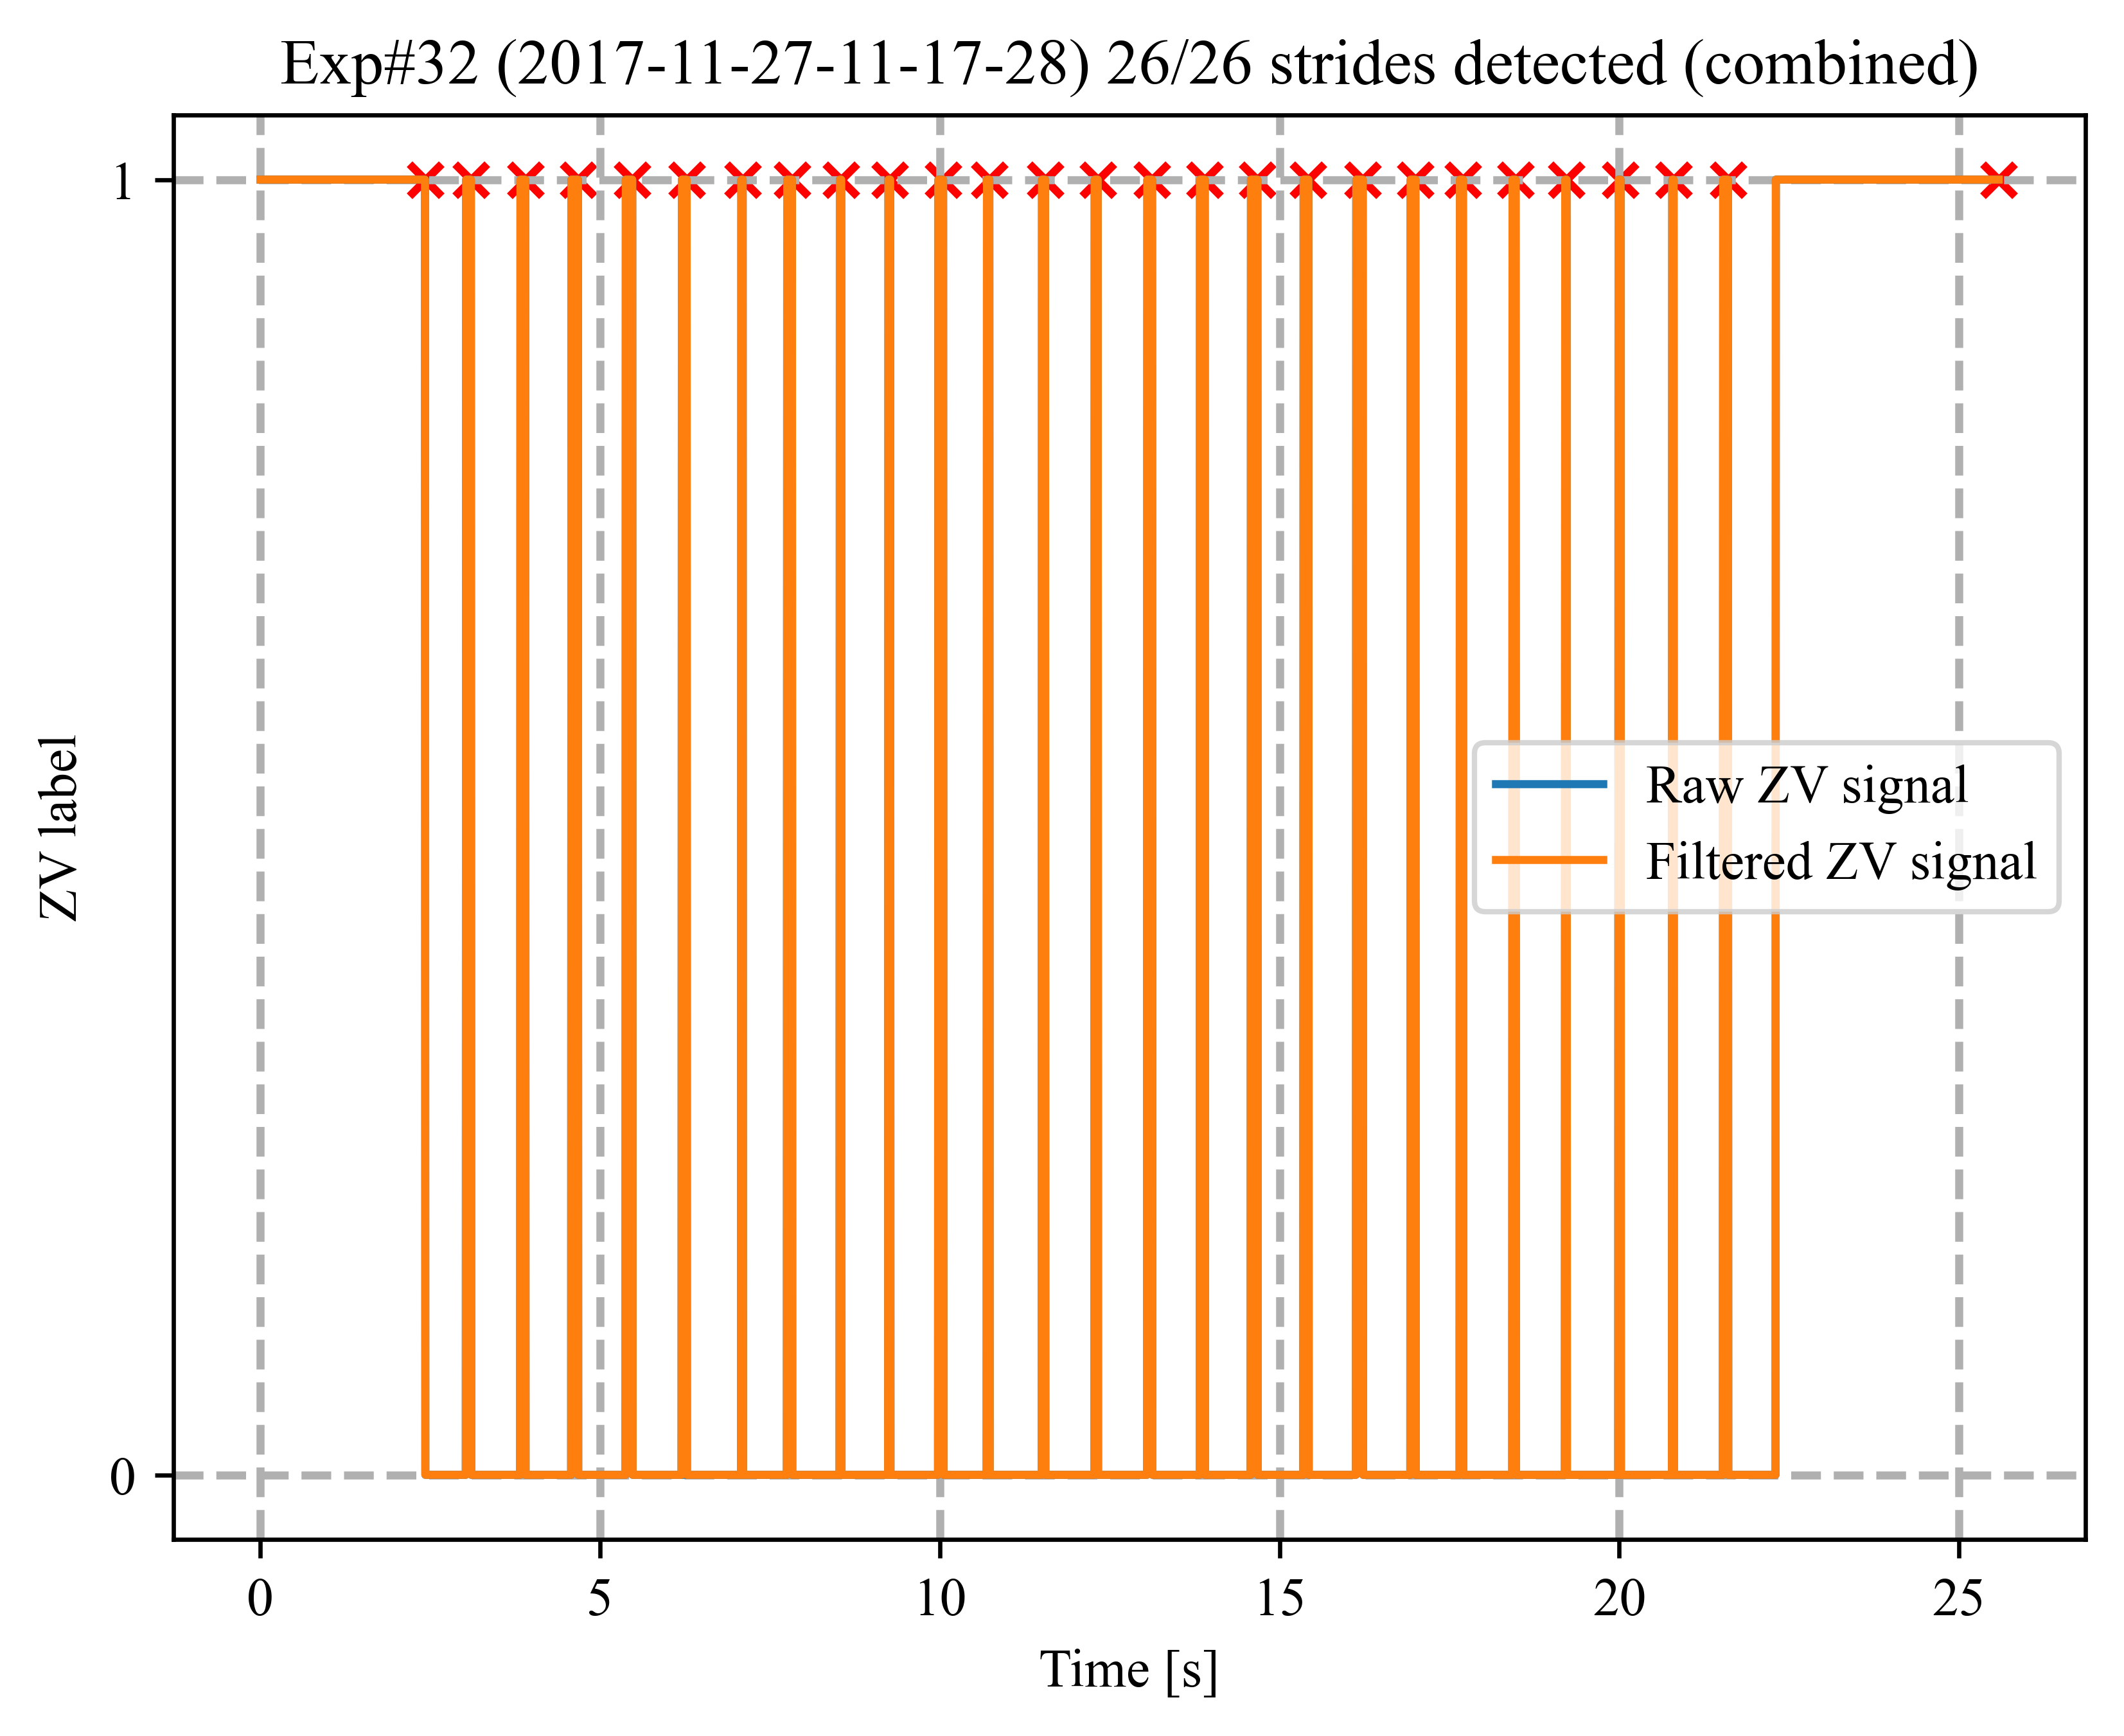 Exp#32 (2017-11-27-11-17-28) 26/26 strides detected (combined)
1
ZV label
Raw ZV signal
Filtered ZV signal
0
0 5 10 15 20 25
Time [s]